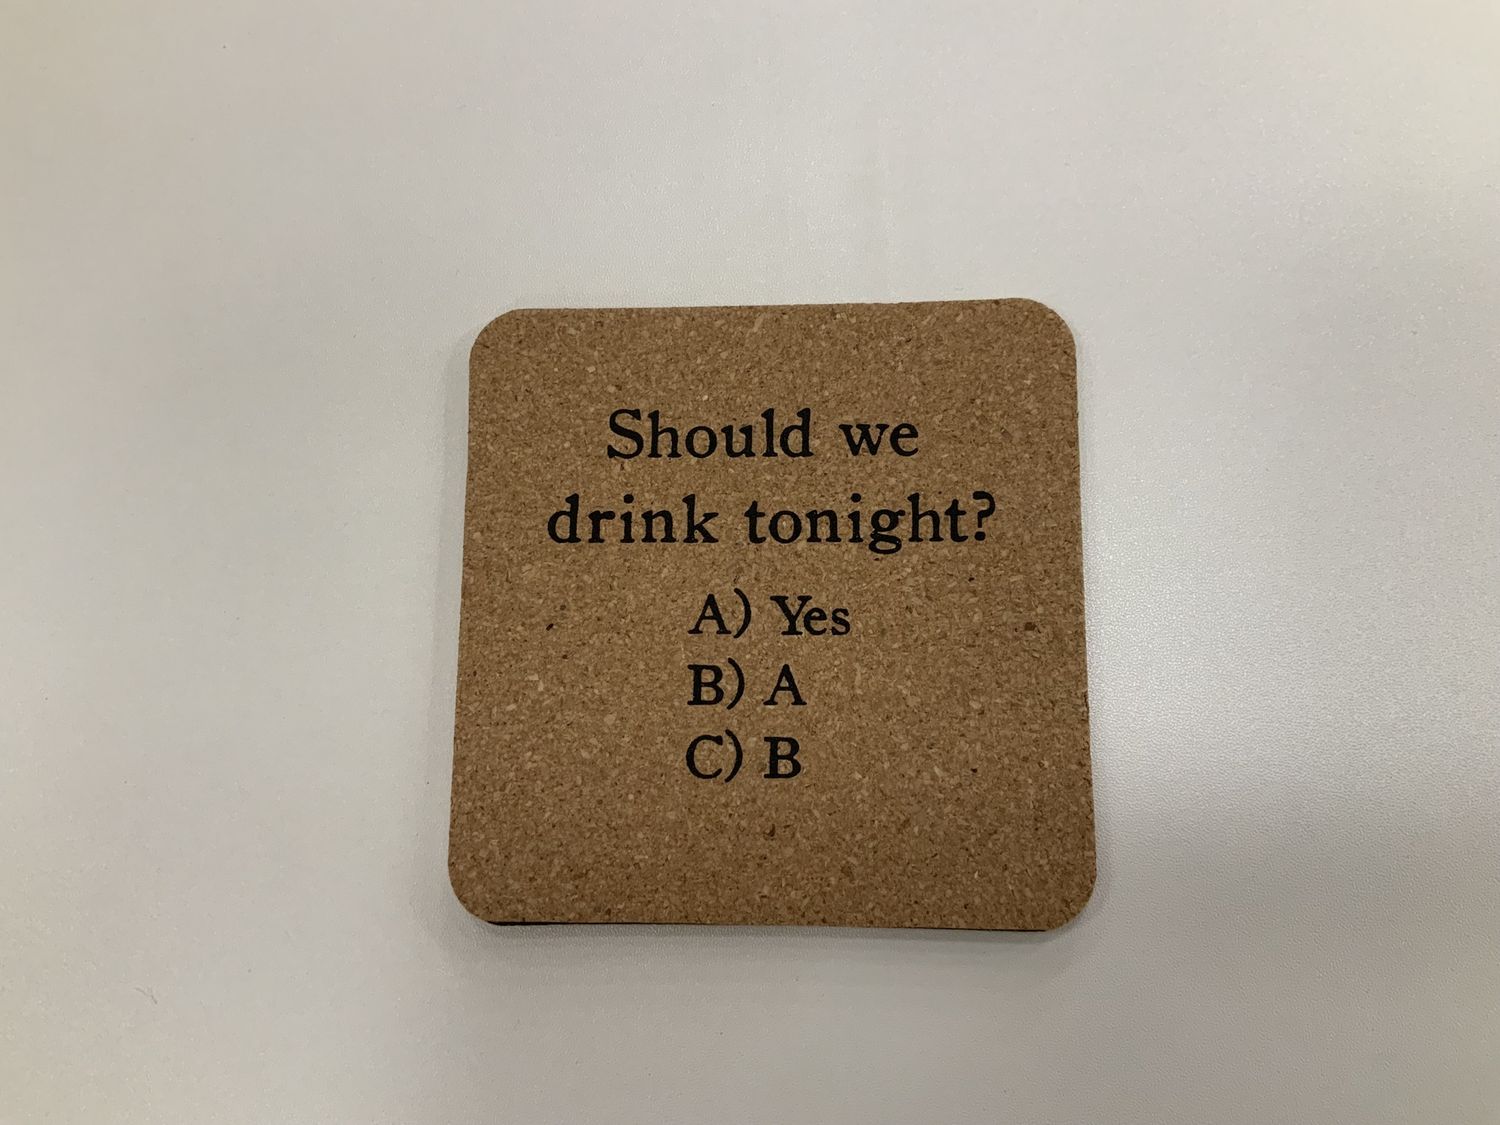 Should we
drink tonight?
A) Yes
B) A
C) B